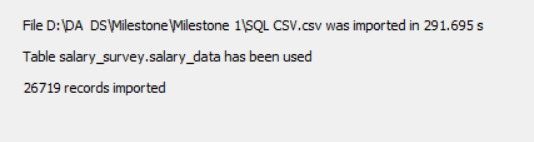 File D:\DA  DS\Milestone\Milestone 1\SQL CSV.csv was imported in 291.695 s
Table salary_survey.salary_data has been used
26719 records imported